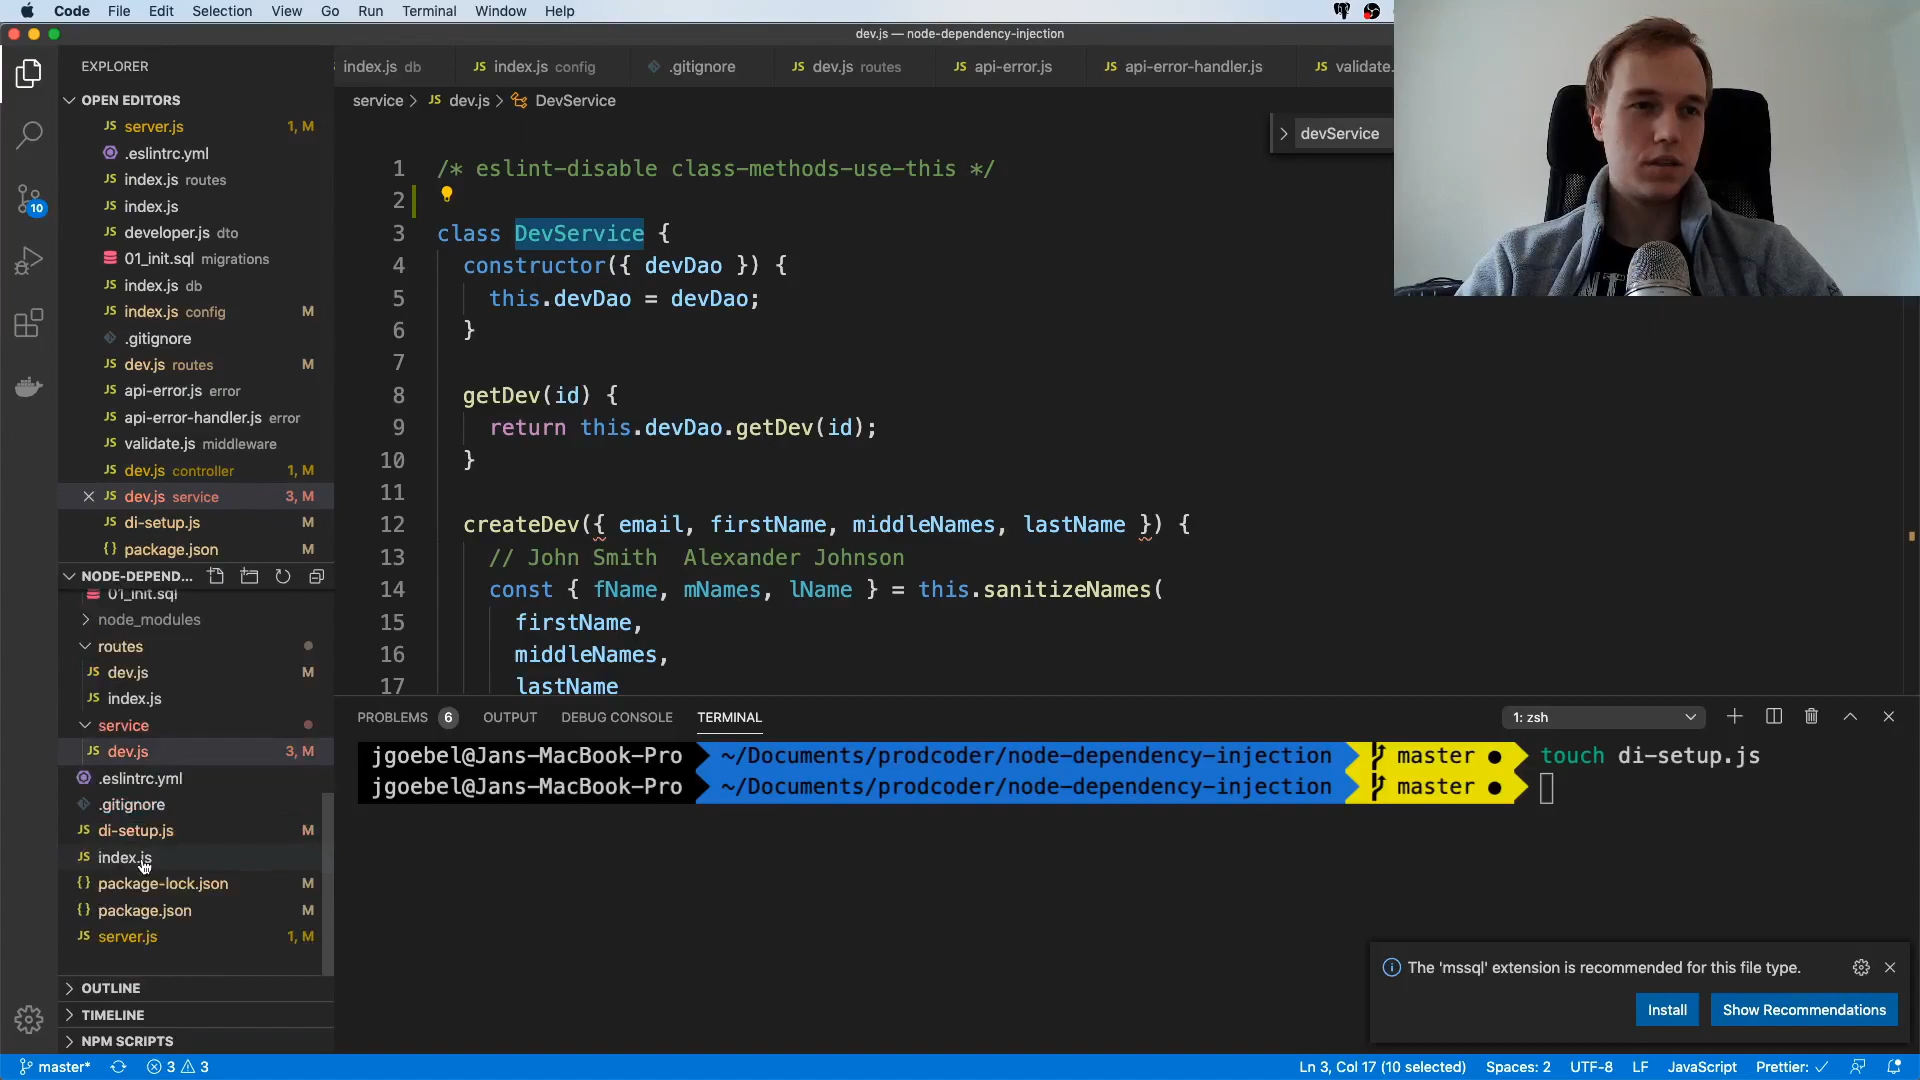 Code File Edit Selection View Go Run Terminal Window Help
dev.js — node-dependency-injection
EXPLORER
OPEN EDITORS
JS server.js 1, M
.eslintrc.yml
JS index.js routes
JS index.js
JS developer.js dto
01_init.sql migrations
JS index.js db
JS index.js config M
.gitignore
JS dev.js routes M
JS api-error.js error
JS api-error-handler.js error
JS validate.js middleware
JS dev.js controller 1, M
JS dev.js service 3, M
JS di-setup.js M
{} package.json M
NODE-DEPEND...
01_init.sql
node_modules
routes
JS dev.js M
JS index.js
service
JS dev.js 3, M
.eslintrc.yml
.gitignore
JS di-setup.js M
JS index.js
{} package-lock.json M
{} package.json M
JS server.js 1, M
OUTLINE
TIMELINE
NPM SCRIPTS
10
index.js db JS index.js config .gitignore JS dev.js routes JS api-error.js JS api-error-handler.js JS validate.
service > JS dev.js > DevService
> devService
1 /* eslint-disable class-methods-use-this */
2
3 class DevService {
4 constructor({ devDao }) {
5 this.devDao = devDao;
6 }
7
8 getDev(id) {
9 return this.devDao.getDev(id);
10 }
11
12 createDev({ email, firstName, middleNames, lastName }) {
13 // John Smith  Alexander Johnson
14 const { fName, mNames, lName } = this.sanitizeNames(
15 firstName,
16 middleNames,
17 lastName
PROBLEMS 6 OUTPUT DEBUG CONSOLE TERMINAL 1: zsh
jgoebel@Jans-MacBook-Pro ~/Documents/prodcoder/node-dependency-injection master ● touch di-setup.js
jgoebel@Jans-MacBook-Pro ~/Documents/prodcoder/node-dependency-injection master ●
The 'mssql' extension is recommended for this file type.
Install Show Recommendations
master* 3 3 Ln 3, Col 17 (10 selected) Spaces: 2 UTF-8 LF JavaScript Prettier: ✓